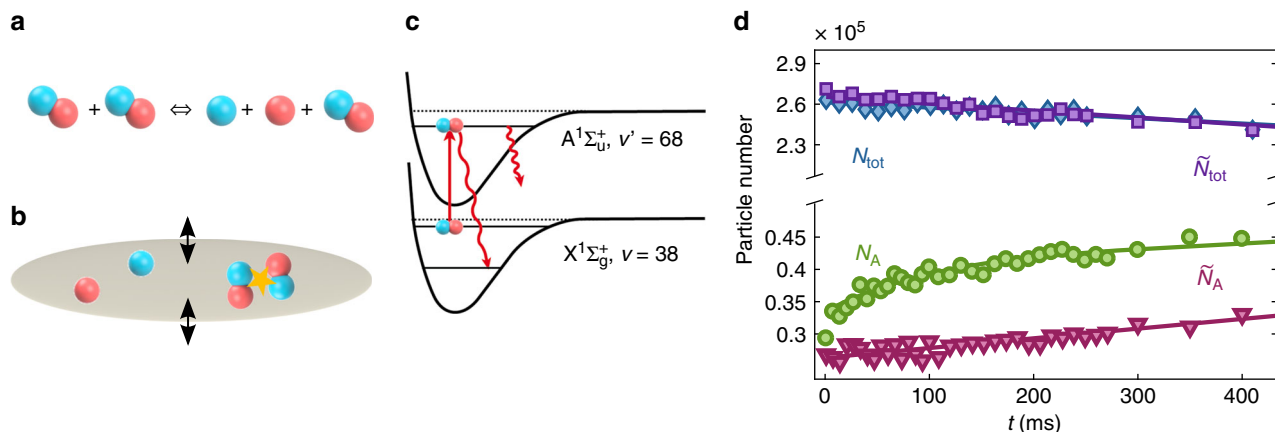 a
+ ⇔ + +
b
c
A¹Σᵤ⁺, v' = 68
X¹Σg⁺, v = 38
d
× 10⁵
2.9
2.6
2.3
0.45
0.4
0.35
0.3
Particle number
N_tot
Ñ_tot
N_A
Ñ_A
0 100 200 300 400
t (ms)